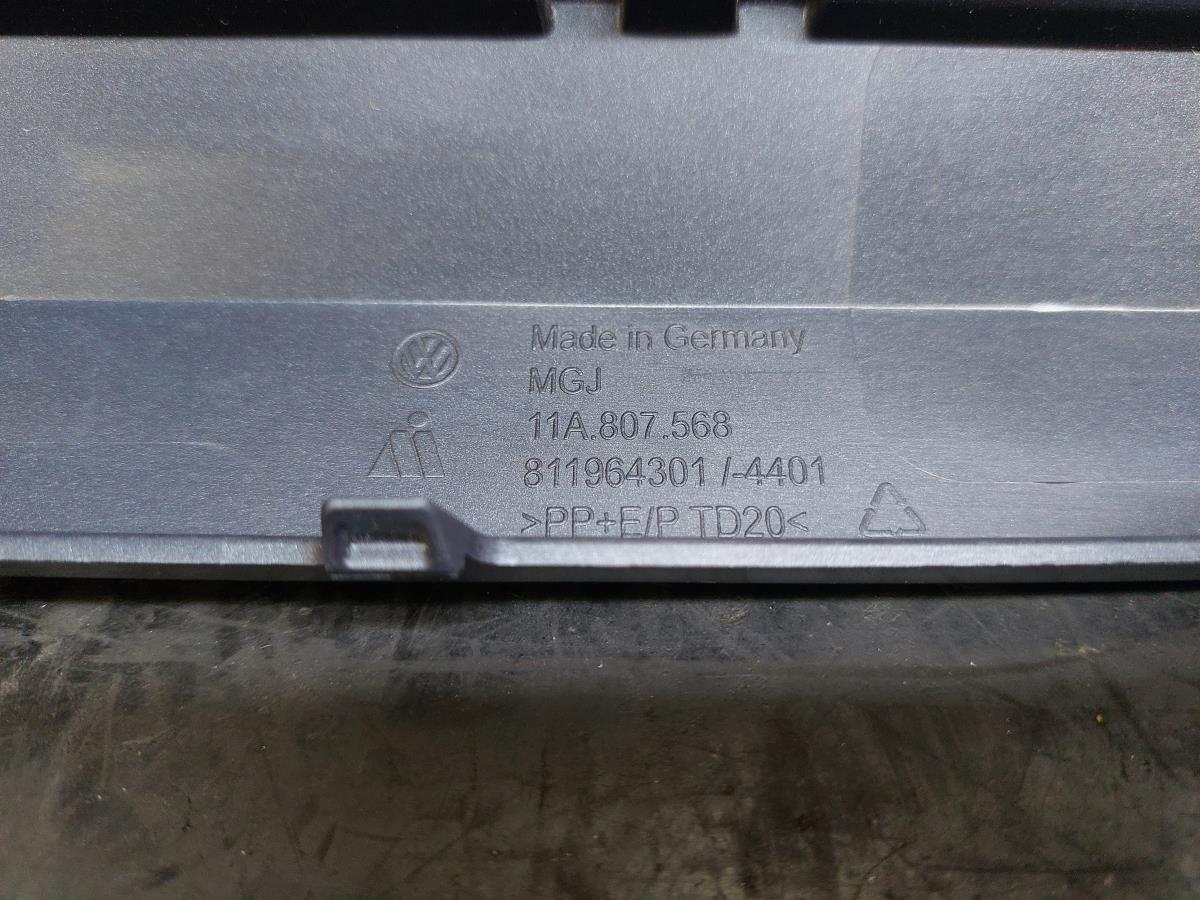 Made in Germany
MGJ
11A.807.568
811964301 /-4401
>PP+E/P TD20<